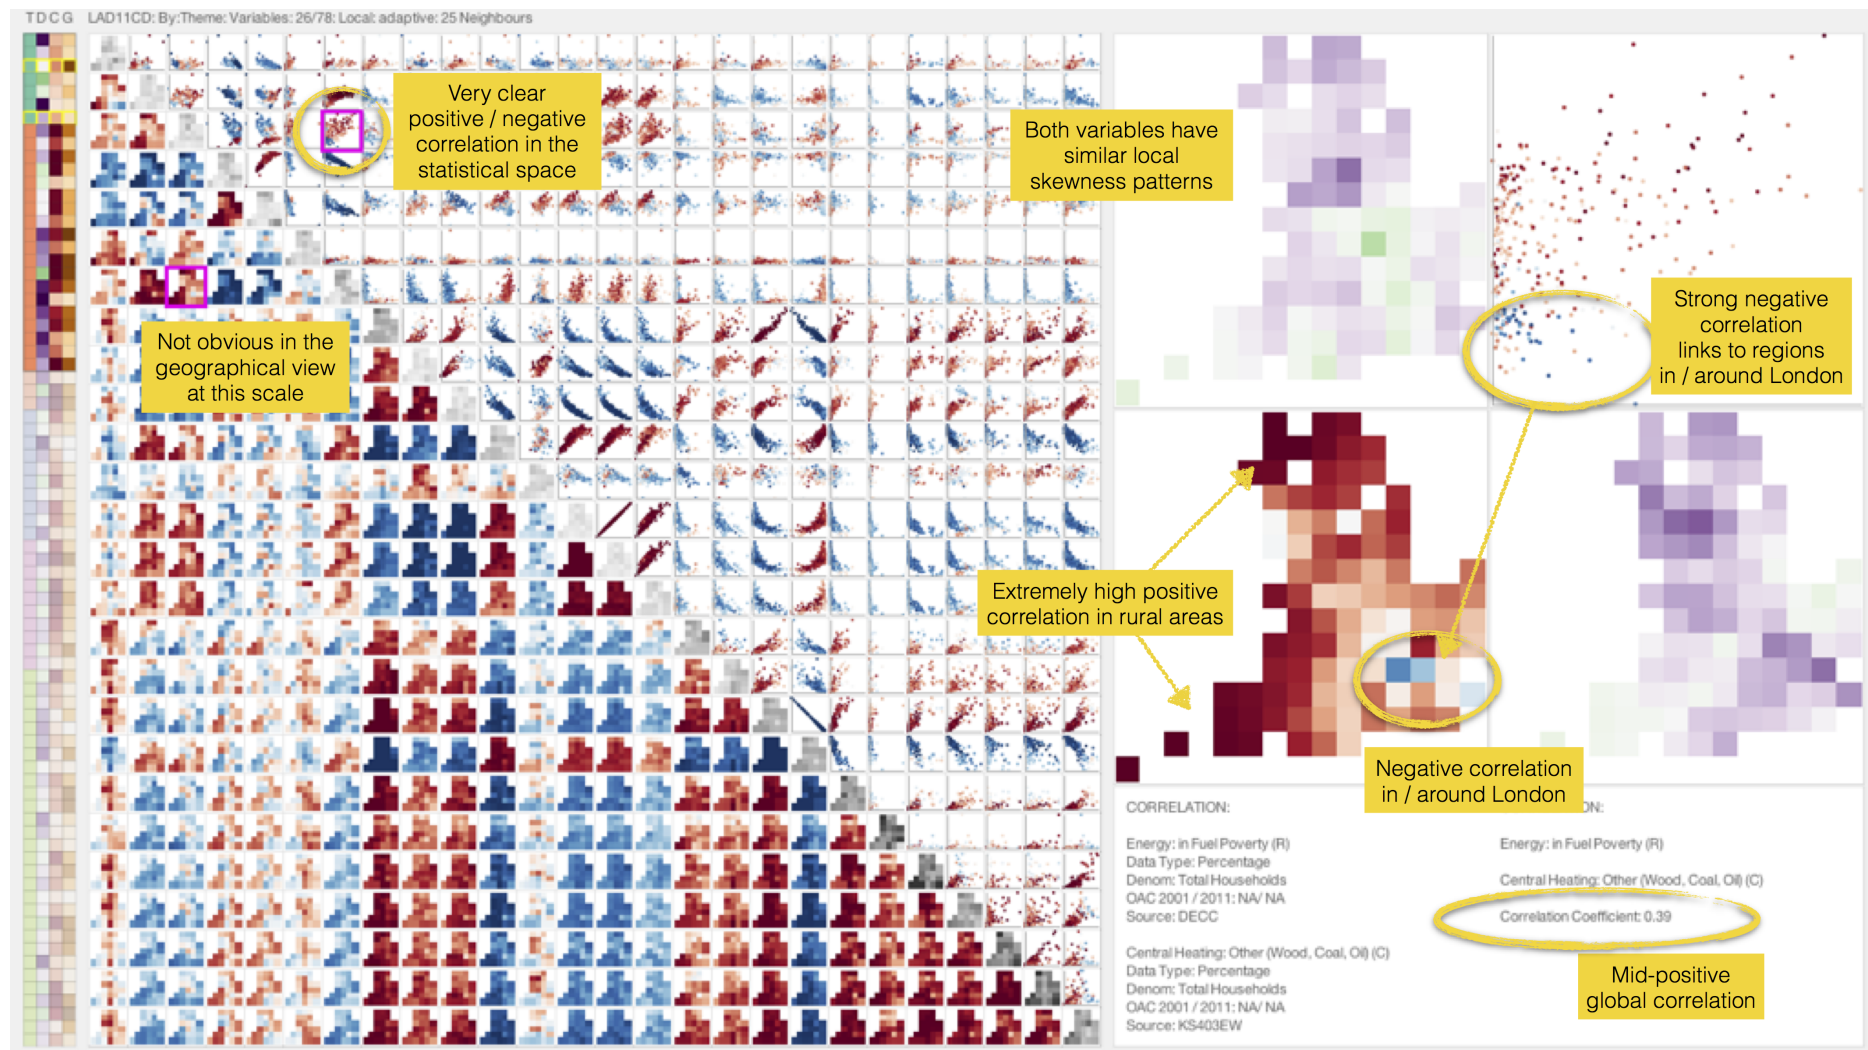 T D C G LAD11CD: By:Theme: Variables: 26/78: Local: adaptive: 25 Neighbours
Very clear
positive / negative
correlation in the
statistical space
Both variables have
similar local
skewness patterns
Not obvious in the
geographical view
at this scale
Strong negative
correlation
links to regions
in / around London
Extremely high positive
correlation in rural areas
Negative correlation
in / around London
CORRELATION:
Energy: in Fuel Poverty (R)
Data Type: Percentage
Denom: Total Households
OAC 2001 / 2011: NA/ NA
Source: DECC
Central Heating: Other (Wood, Coal, Oil) (C)
Data Type: Percentage
Denom: Total Households
OAC 2001 / 2011: NA/ NA
Source: KS403EW
ON:
Energy: in Fuel Poverty (R)
Central Heating: Other (Wood, Coal, Oil) (C)
Correlation Coefficient: 0.39
Mid-positive
global correlation